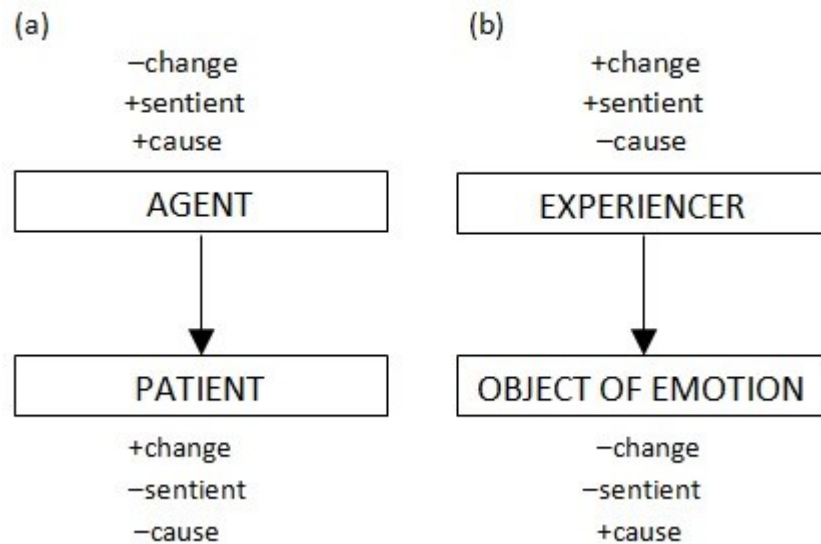 (a)
–change
+sentient
+cause
AGENT
PATIENT
+change
–sentient
–cause
(b)
+change
+sentient
–cause
EXPERIENCER
OBJECT OF EMOTION
–change
–sentient
+cause